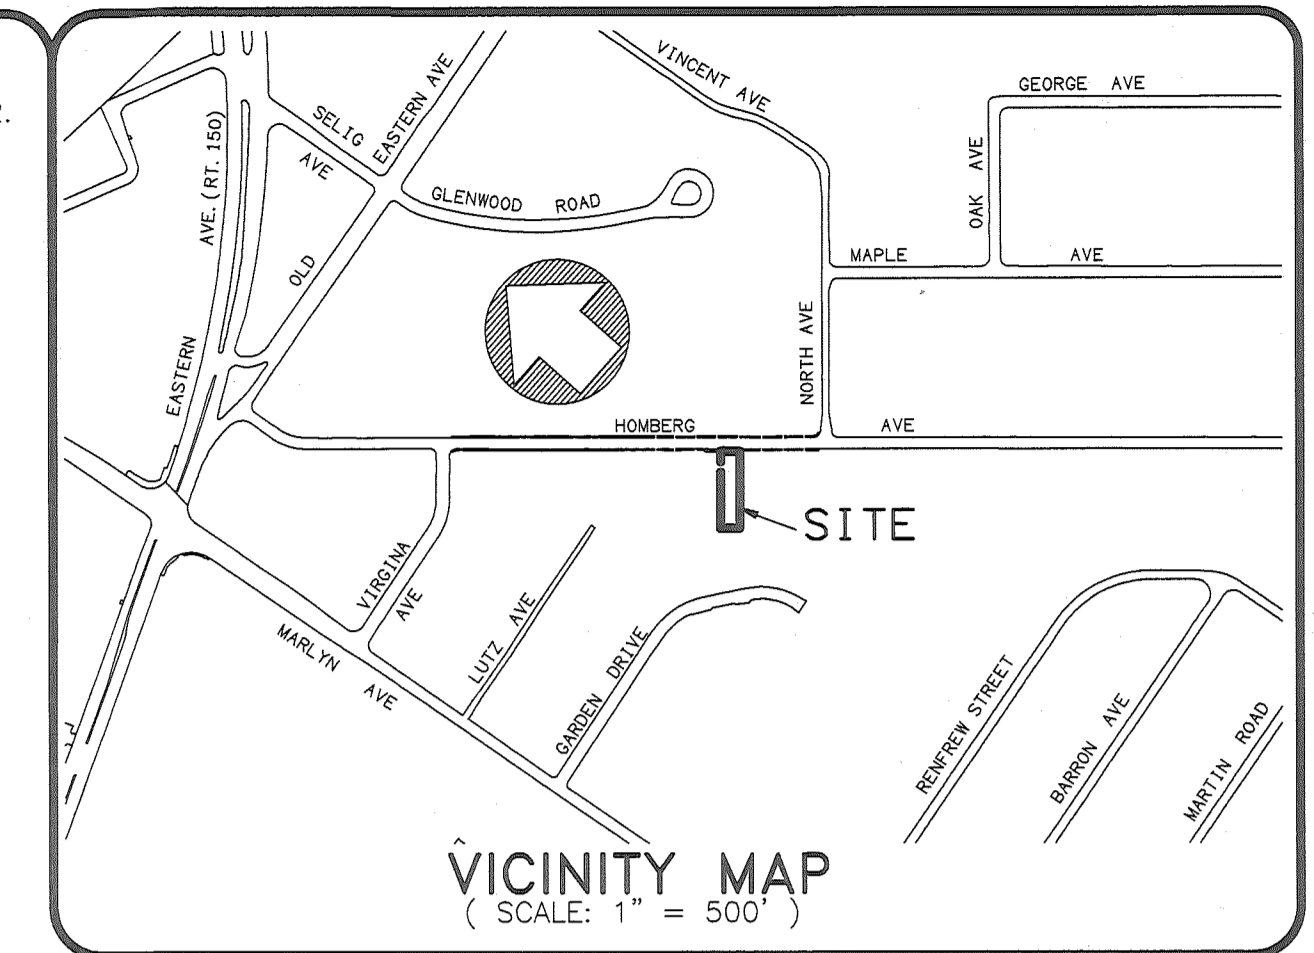 VINCENT AVE
GEORGE AVE
SELIG AVE
EASTERN AVE
OLD
AVE. (RT. 150)
EASTERN
GLENWOOD ROAD
OAK AVE
MAPLE AVE
NORTH AVE
HOMBERG AVE
SITE
VIRGINA AVE
LUTZ AVE
GARDEN DRIVE
MARLYN AVE
RENFREW STREET
BARRON AVE
MARTIN ROAD
VICINITY MAP
( SCALE: 1" = 500' )